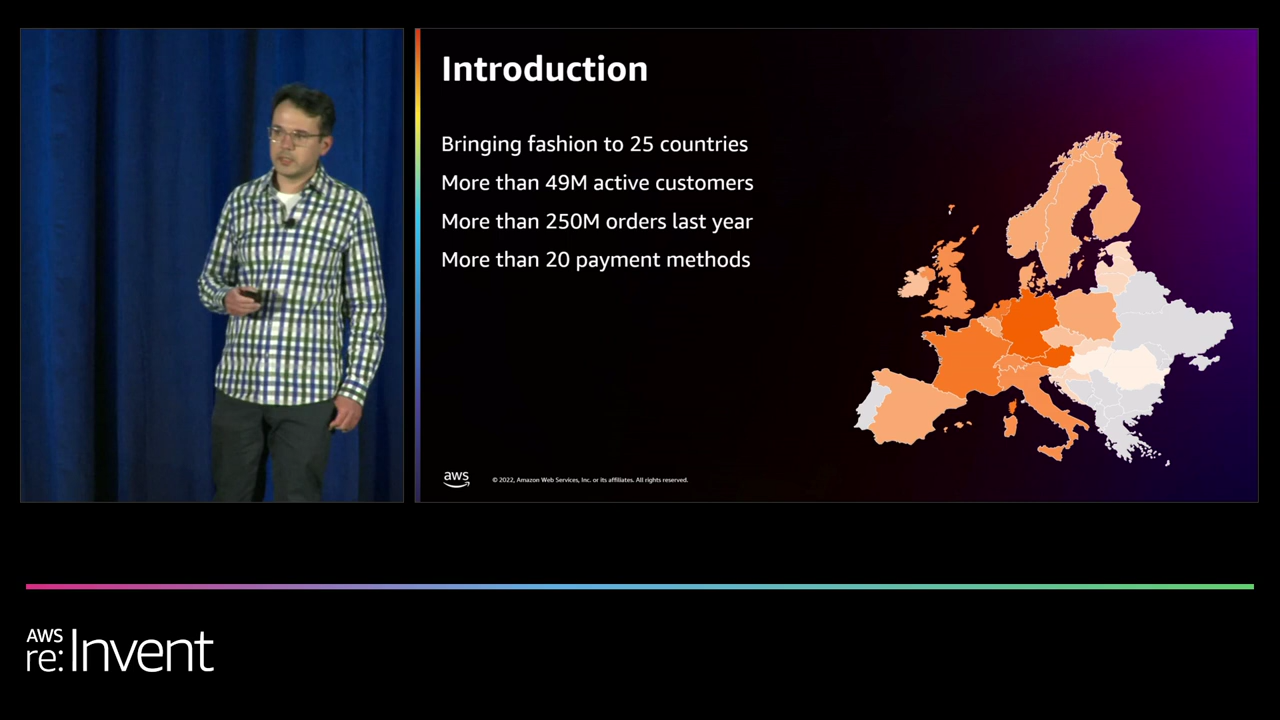 Introduction
Bringing fashion to 25 countries
More than 49M active customers
More than 250M orders last year
More than 20 payment methods
aws
© 2022, Amazon Web Services, Inc. or its affiliates. All rights reserved.
AWS
re:Invent